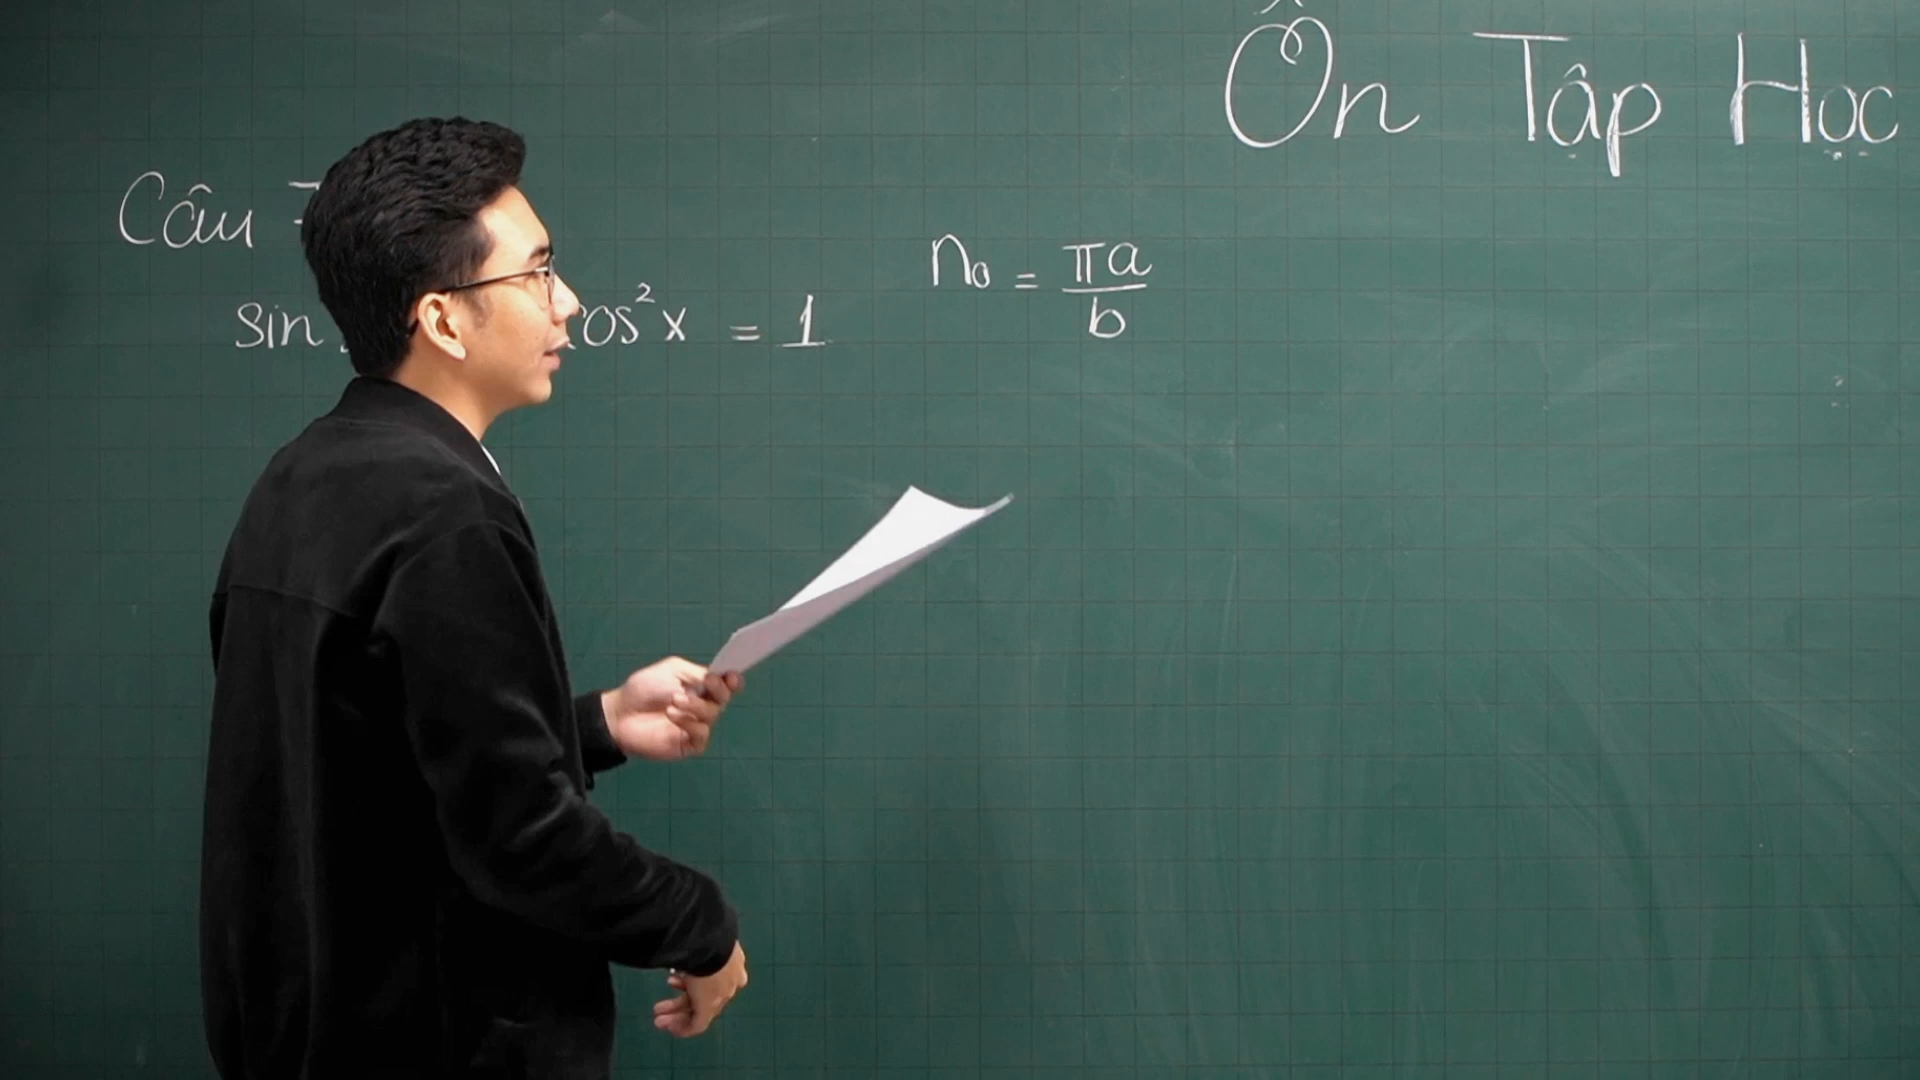 Ôn Tập Học
Câu
sin cos²x = 1
n₀ = πa/b